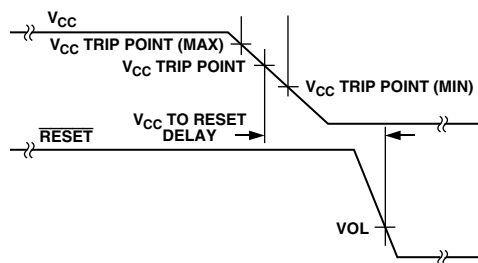 VCC
VCC TRIP POINT (MAX)
VCC TRIP POINT
VCC TRIP POINT (MIN)
VCC TO RESET
DELAY
RESET
VOL